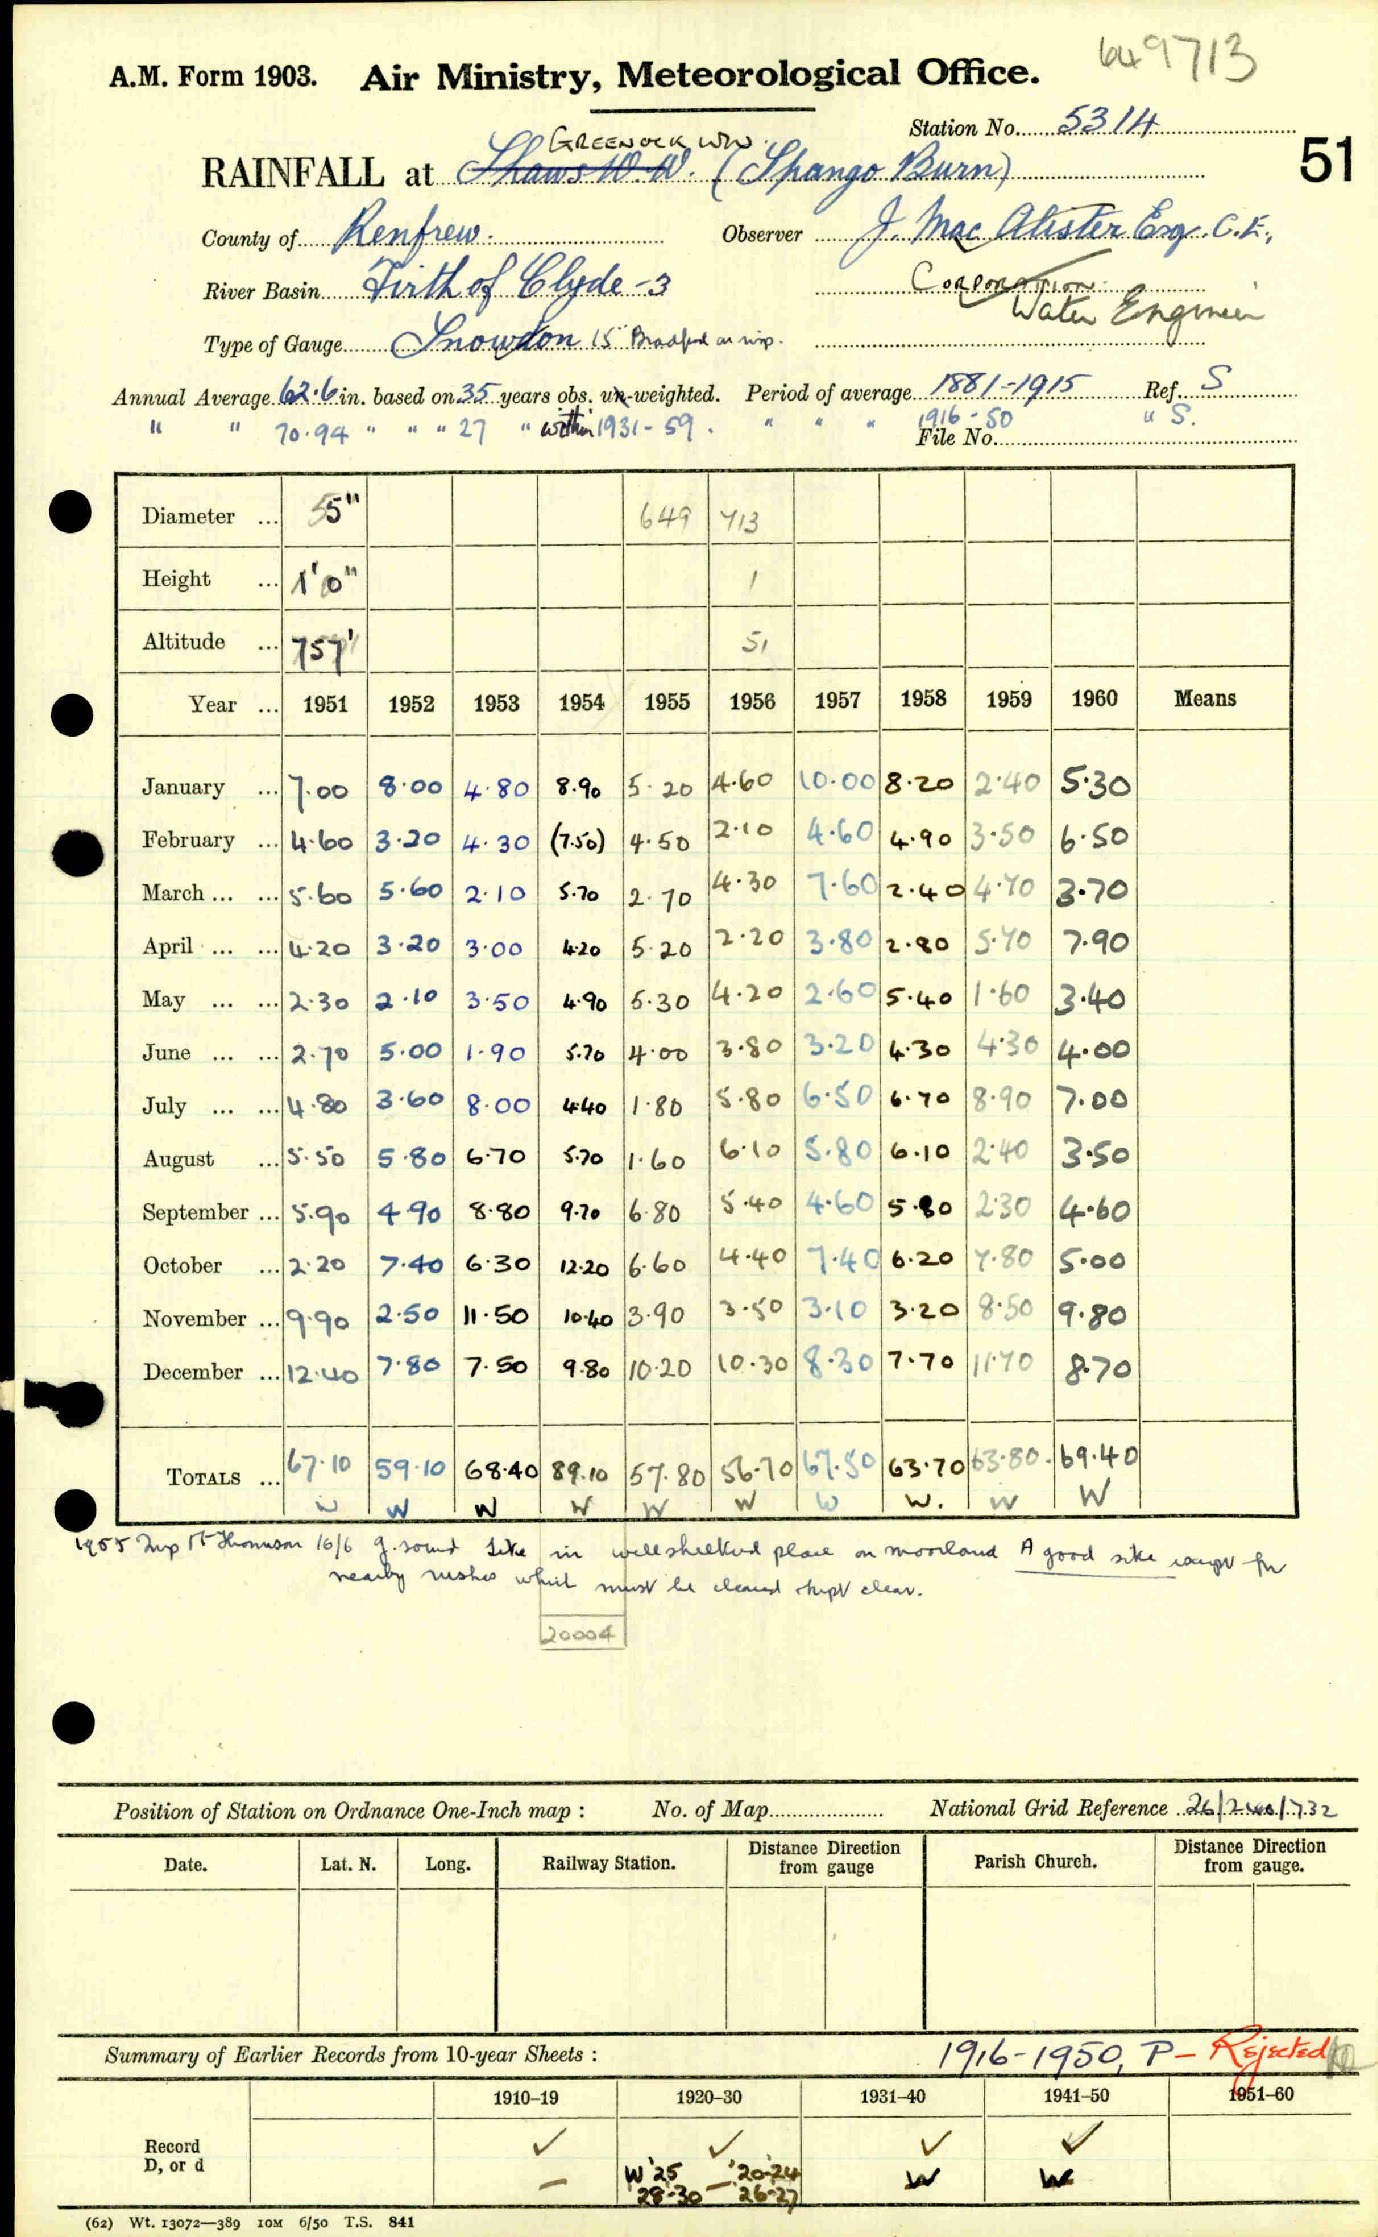 649713
A.M. Form 1903. Air Ministry, Meteorological Office.
Station No. 5314
51
GREENOCK WW.
RAINFALL at Shaws W.W. (Spango Burn)
County of Renfrew. Observer J. MacAlister Esq. C.E.,
River Basin Firth of Clyde -3 CORPORATION
Water Engineer
Type of Gauge Snowdon 15" Bradford on insp.
Annual Average 62.6 in. based on 35 years obs. un-weighted. Period of average 1881-1915 Ref. S
" " 70.94 " " " 27 " within 1931-59. " " " 1916-50 " S.
File No.
Diameter ... 5" 649 713
Height ... 1'0" 1
Altitude ... 757' 51
Year ... 1951 1952 1953 1954 1955 1956 1957 1958 1959 1960 Means
January ... 7.00 8.00 4.80 8.90 5.20 4.60 10.00 8.20 2.40 5.30
February ... 4.60 3.20 4.30 (7.50) 4.50 2.10 4.60 4.90 3.50 6.50
March ... ... 5.60 5.60 2.10 5.70 2.70 4.30 7.60 2.40 4.70 3.70
April ... ... 4.20 3.20 3.00 4.20 5.20 2.20 3.80 2.80 5.70 7.90
May ... ... 2.30 2.10 3.50 4.90 5.30 4.20 2.60 5.40 1.60 3.40
June ... ... 2.70 5.00 1.90 5.70 4.00 3.80 3.20 4.30 4.30 4.00
July ... ... 4.80 3.60 8.00 4.40 1.80 5.80 6.50 6.70 8.90 7.00
August ... 5.50 5.80 6.70 5.70 1.60 6.10 5.80 6.10 2.40 3.50
September ... 5.90 4.90 8.80 9.70 6.80 5.40 4.60 5.80 2.30 4.60
October ... 2.20 7.40 6.30 12.20 6.60 4.40 7.40 6.20 7.80 5.00
November ... 9.90 2.50 11.50 10.40 3.90 3.50 3.10 3.20 8.50 9.80
December ... 12.40 7.80 7.50 9.80 10.20 10.30 8.30 7.70 11.70 8.70
TOTALS ... 67.10 59.10 68.40 89.10 57.80 56.70 67.50 63.70 63.80. 69.40
W W W W W W W W. W W
1955 Insp Mr Thomson 16/6 g. sound Site in well sheltered place on moorland A good site except for
nearby rushes which must be cleared & kept clear.
20004
Position of Station on Ordnance One-Inch map : No. of Map National Grid Reference 26/240/732
Date. Lat. N. Long. Railway Station. Distance Direction from gauge Parish Church. Distance Direction from gauge.
Summary of Earlier Records from 10-year Sheets : 1916-1950, P - Rejected
1910-19 1920-30 1931-40 1941-50 1951-60
Record ✓ ✓ ✓ ✓
D, or d – W '25 28-30 – '20-'24 26-27 W W
(62) Wt. 13072—389 10M 6/50 T.S. 841